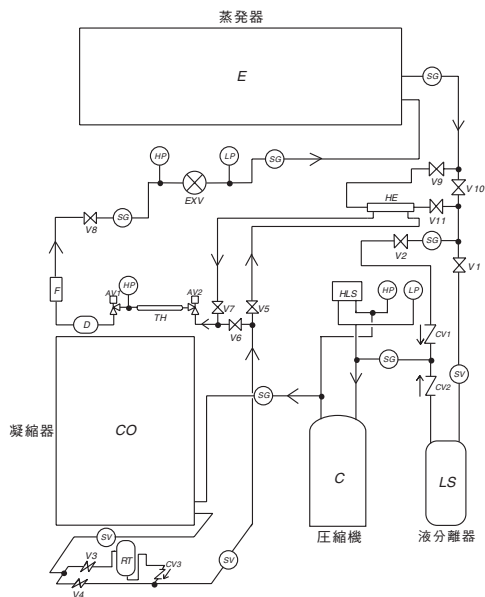 蒸発器
E
SG
HP
LP
SG
EXV
V9
V10
HE
V11
V8
SG
V2
SG
V1
F
HP
AV1
AV2
TH
D
V7
V5
V6
HLS
HP
LP
CV1
SG
CV2
SV
SG
凝縮器
CO
C
LS
圧縮機
液分離器
SV
V3
RT
CV3
SV
V4